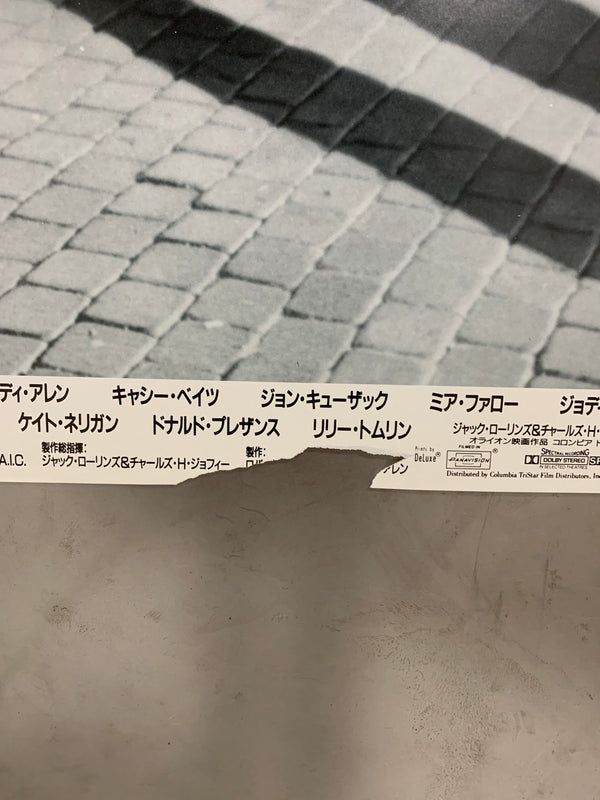 ディ・アレン キャシー・ベイツ ジョン・キューザック ミア・ファロー ジョデ
ケイト・ネリガン ドナルド・プレザンス リリー・トムリン
ジャック・ローリンズ&チャールズ・H・
オライオン映画作品 コロンビア
製作総指揮:
A.I.C. ジャック・ローリンズ&チャールズ・H・ジョフィー
製作:
アレン
Prints by
DeLuxe®
FILMED IN
PANAVISION®
SPECTRAL RECORDING
DOLBY STEREO
IN SELECTED THEATRES
Distributed by Columbia TriStar Film Distributors, Inc